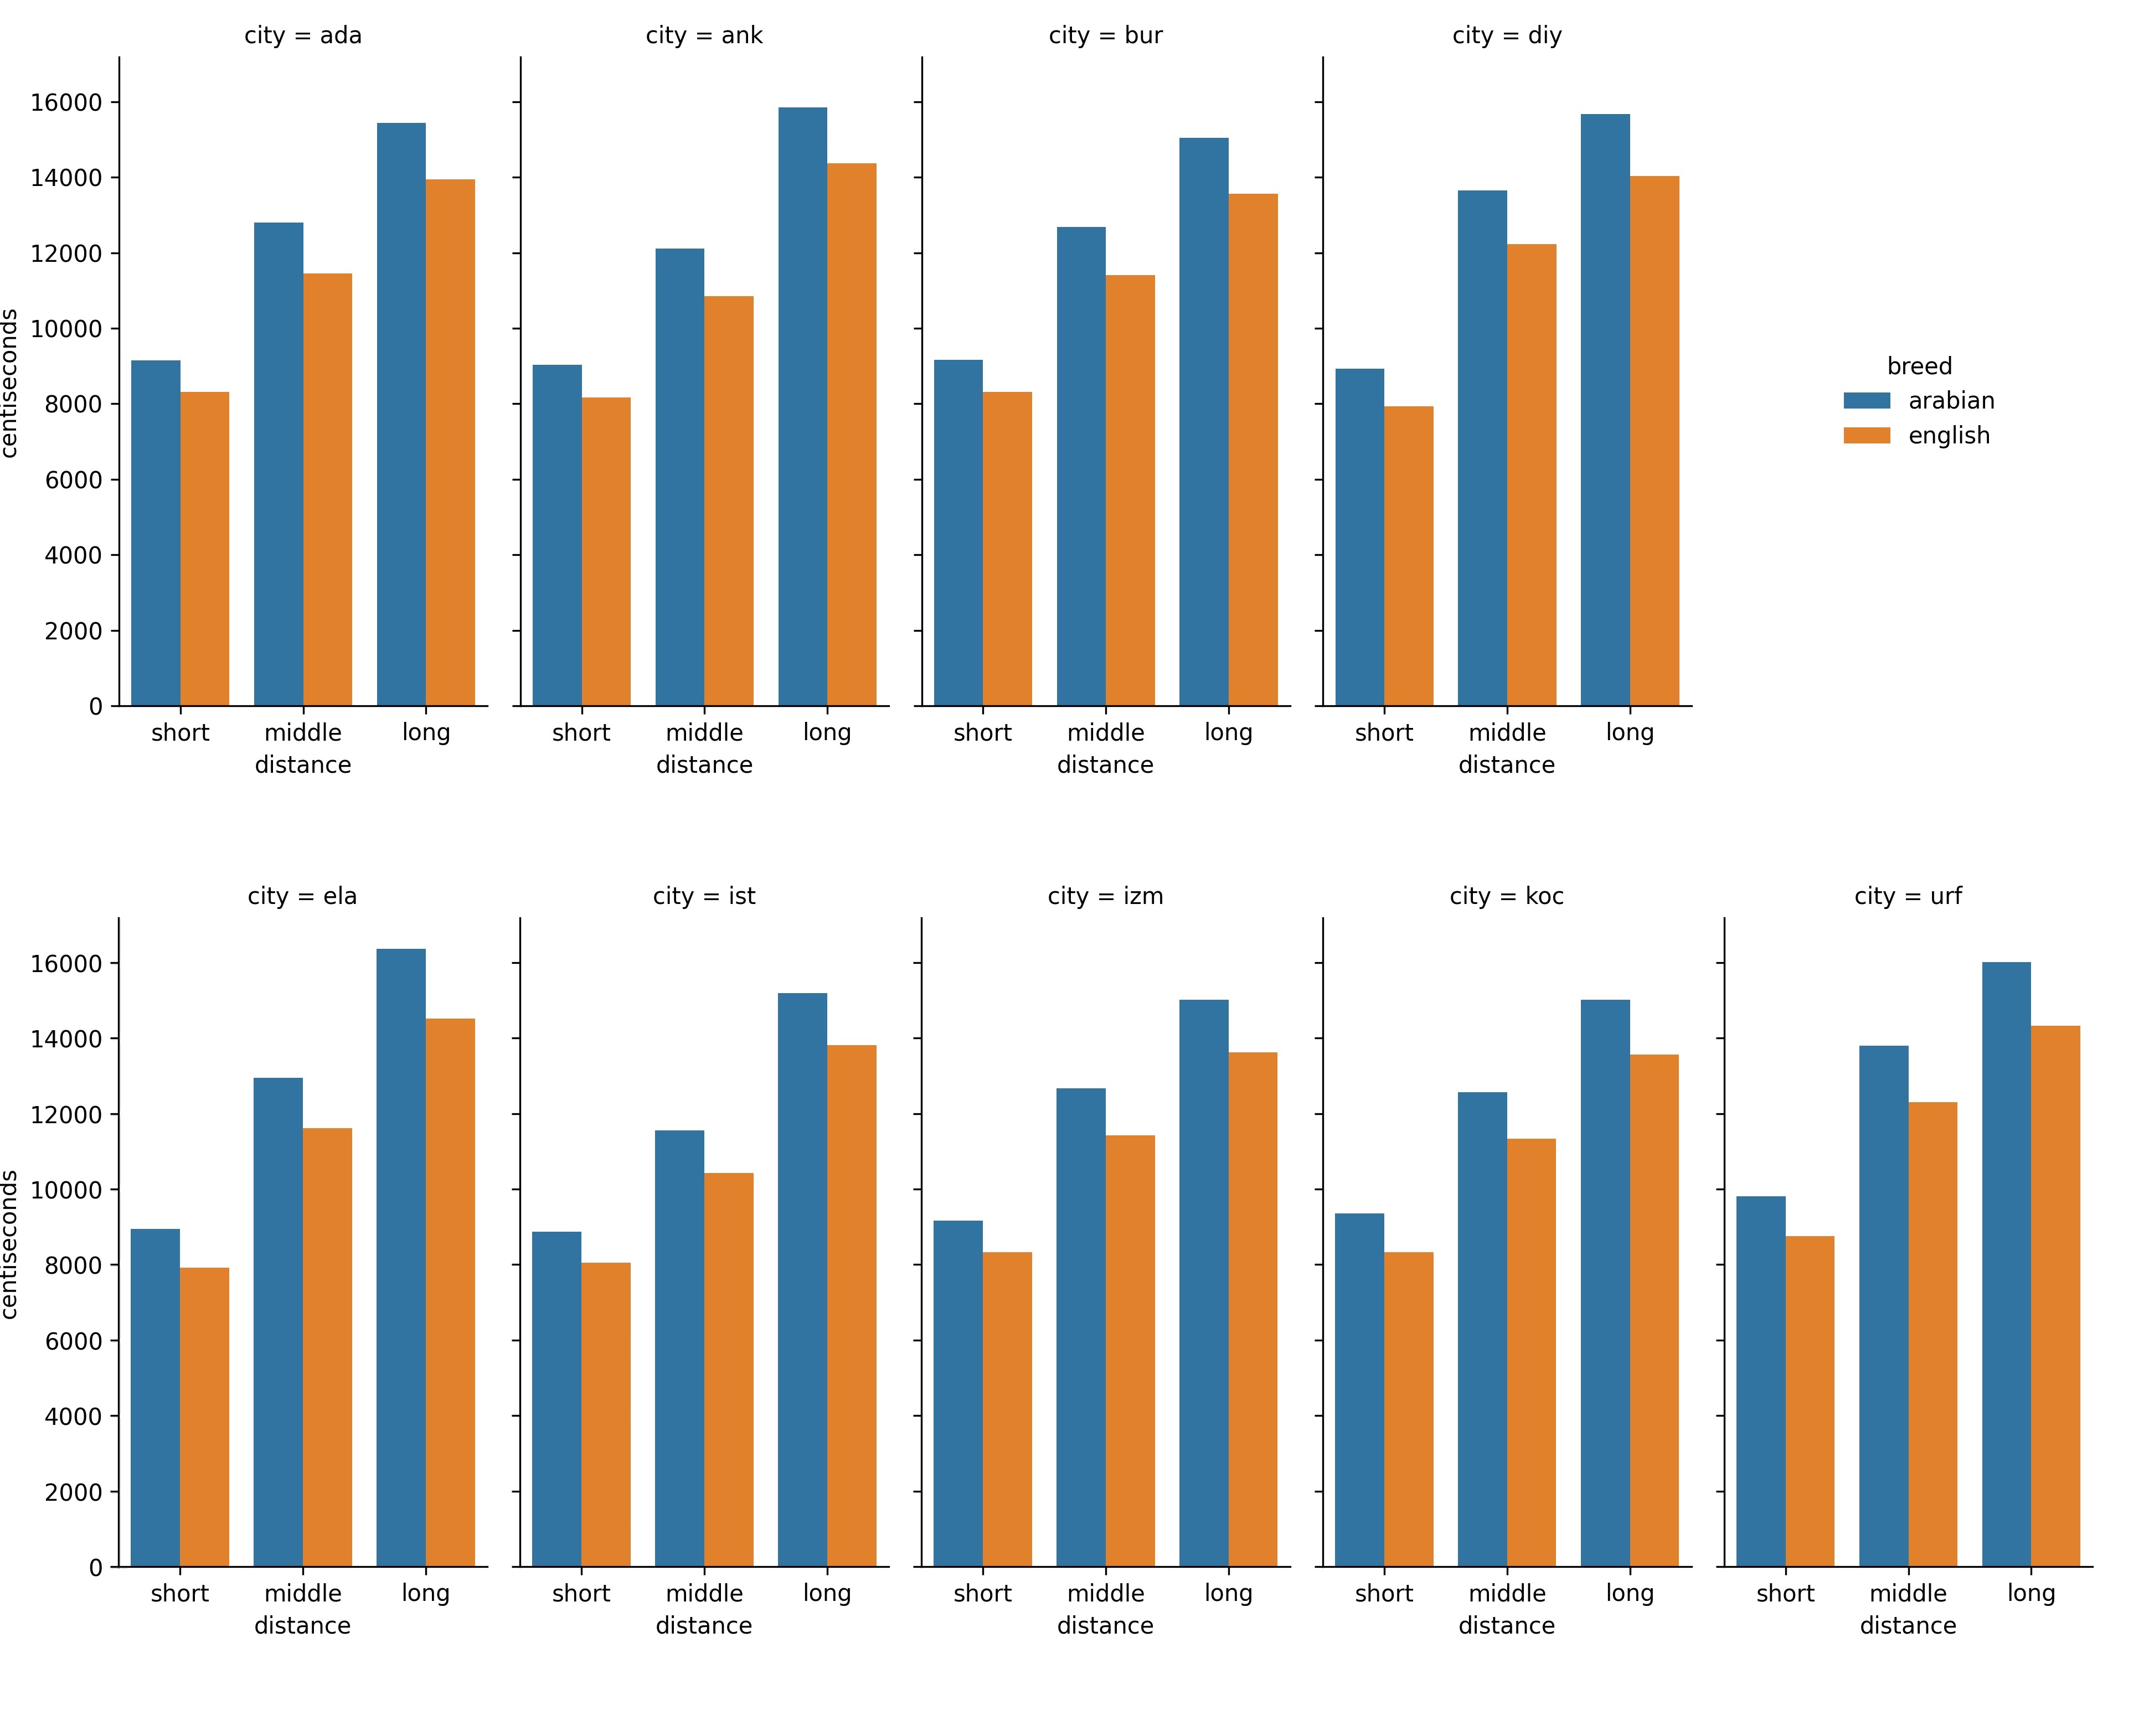 city = ada
city = ank
city = bur
city = diy
16000
14000
12000
10000
8000
6000
4000
2000
0
centiseconds
short middle long
distance
short middle long
distance
short middle long
distance
short middle long
distance
breed
arabian
english
city = ela
city = ist
city = izm
city = koc
city = urf
16000
14000
12000
10000
8000
6000
4000
2000
0
centiseconds
short middle long
distance
short middle long
distance
short middle long
distance
short middle long
distance
short middle long
distance